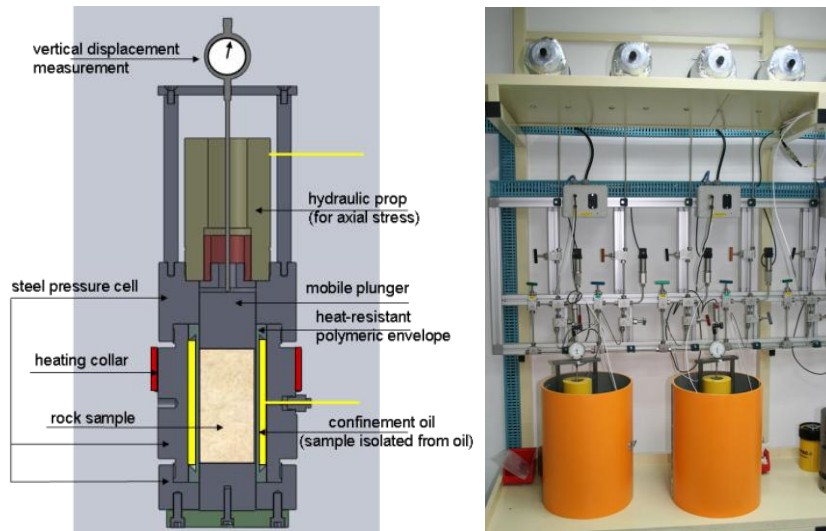 vertical displacement
measurement
hydraulic prop
(for axial stress)
steel pressure cell
mobile plunger
heat-resistant
polymeric envelope
heating collar
rock sample
confinement oil
(sample isolated from oil)